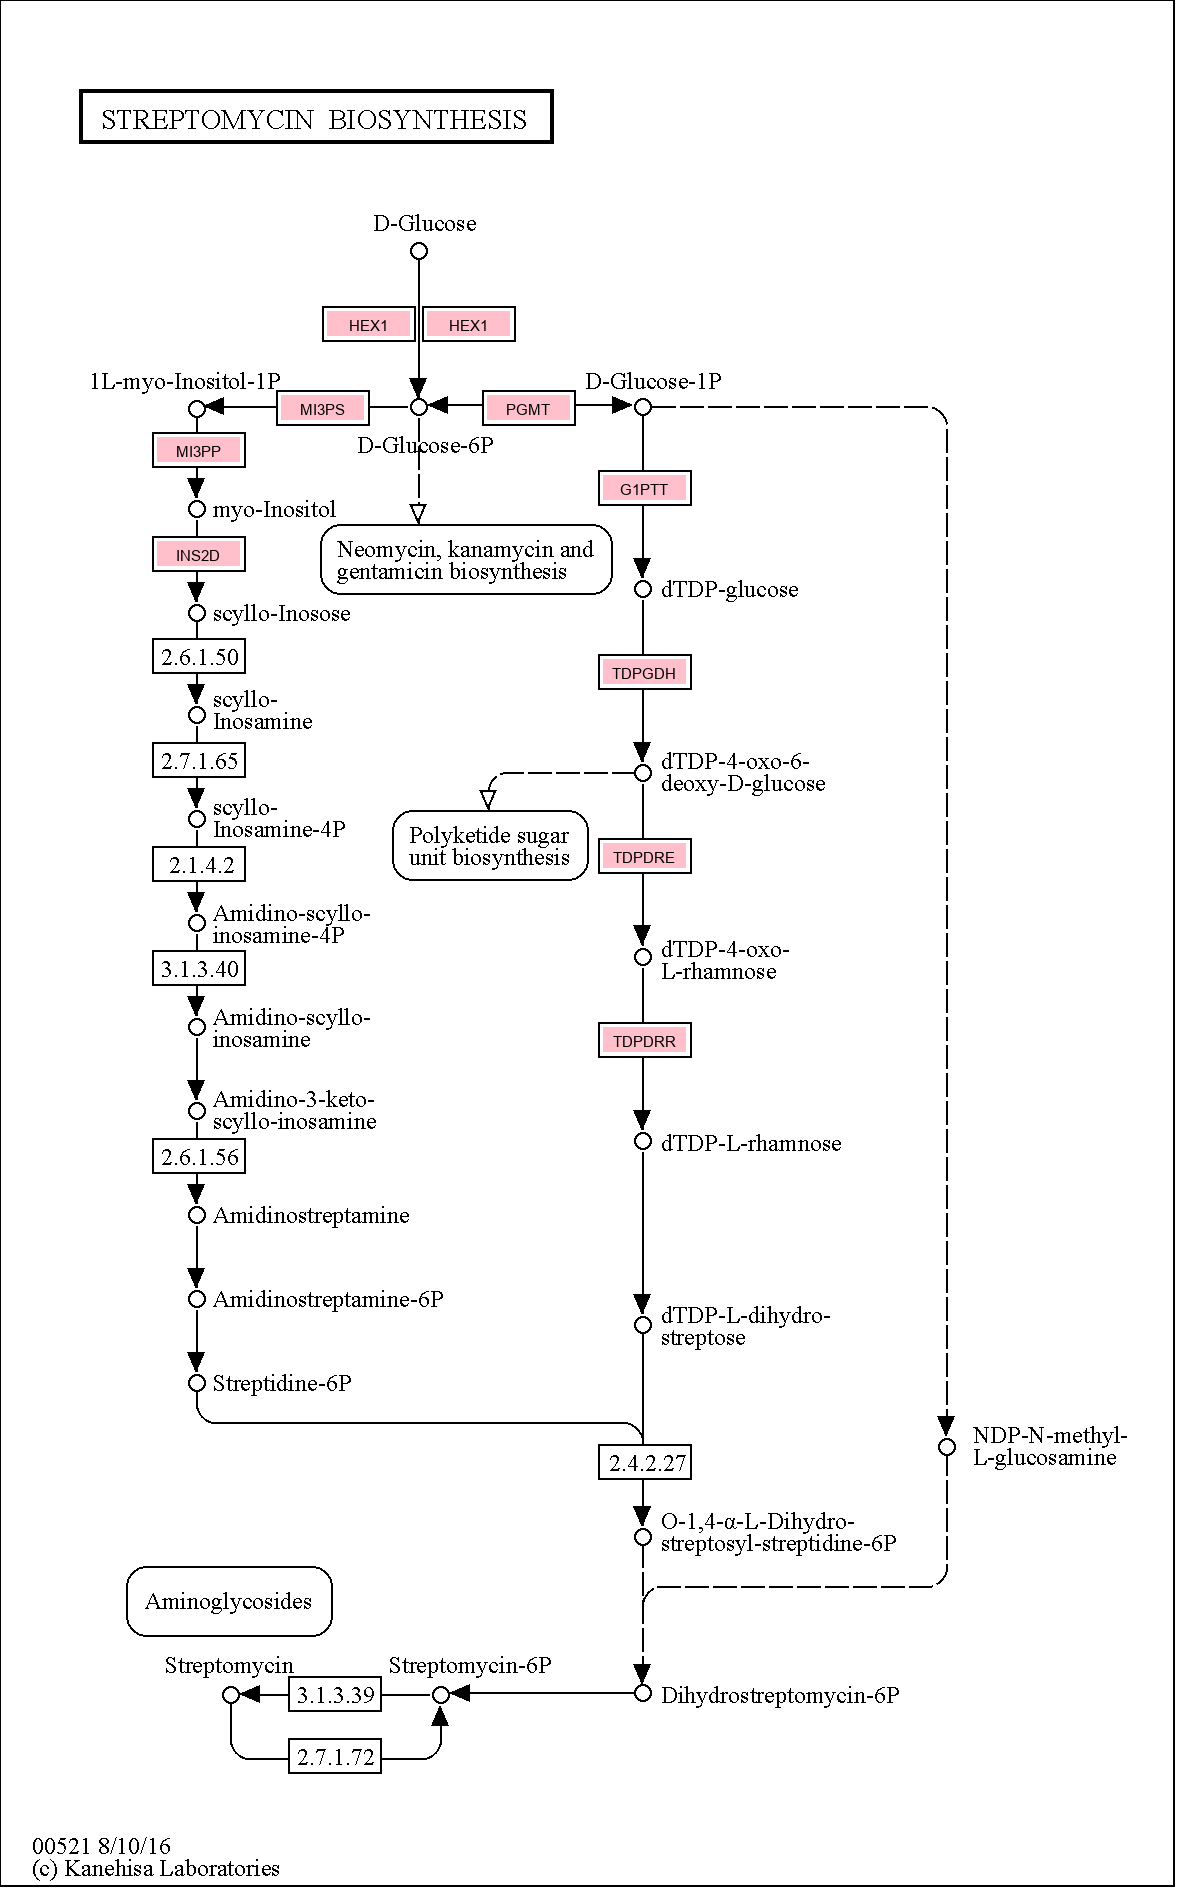 STREPTOMYCIN BIOSYNTHESIS
D-Glucose
HEX1 HEX1
1L-myo-Inositol-1P
D-Glucose-1P
MI3PS
PGMT
D-Glucose-6P
MI3PP
myo-Inositol
G1PTT
INS2D
Neomycin, kanamycin and
gentamicin biosynthesis
dTDP-glucose
scyllo-Inosose
2.6.1.50
TDPGDH
scyllo-
Inosamine
2.7.1.65
dTDP-4-oxo-6-
deoxy-D-glucose
scyllo-
Inosamine-4P
Polyketide sugar
unit biosynthesis
TDPDRE
2.1.4.2
Amidino-scyllo-
inosamine-4P
dTDP-4-oxo-
L-rhamnose
3.1.3.40
Amidino-scyllo-
inosamine
TDPDRR
Amidino-3-keto-
scyllo-inosamine
dTDP-L-rhamnose
2.6.1.56
Amidinostreptamine
Amidinostreptamine-6P
dTDP-L-dihydro-
streptose
Streptidine-6P
NDP-N-methyl-
L-glucosamine
2.4.2.27
O-1,4-α-L-Dihydro-
streptosyl-streptidine-6P
Aminoglycosides
Streptomycin
Streptomycin-6P
3.1.3.39
Dihydrostreptomycin-6P
2.7.1.72
00521 8/10/16
(c) Kanehisa Laboratories